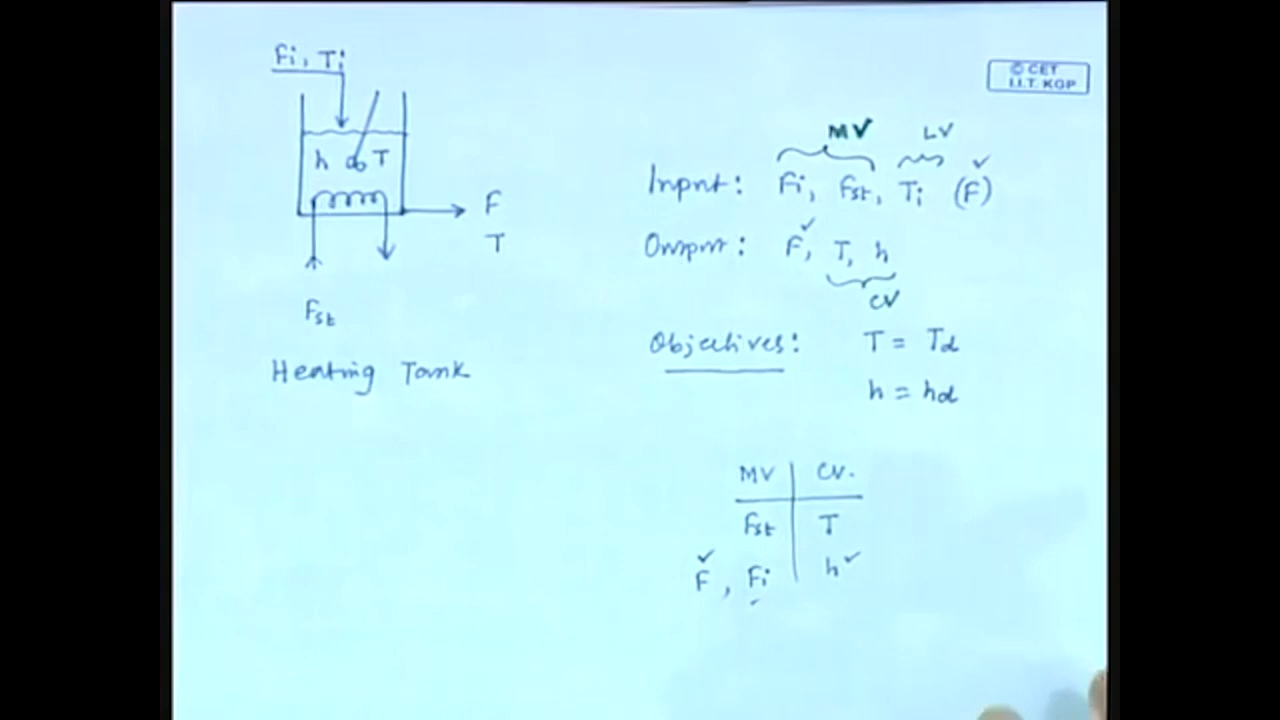 Fi, Ti
h T
F
T
Fst
Heating Tank
© CET
I.I.T. KGP
MV ✓ LV
Input: Fi, Fst, Ti (F) ✓
Output: F, ✓ T, h
CV
Objectives: T = Td
h = hd
MV | CV.
Fst | T
F ✓, Fi | h ✓